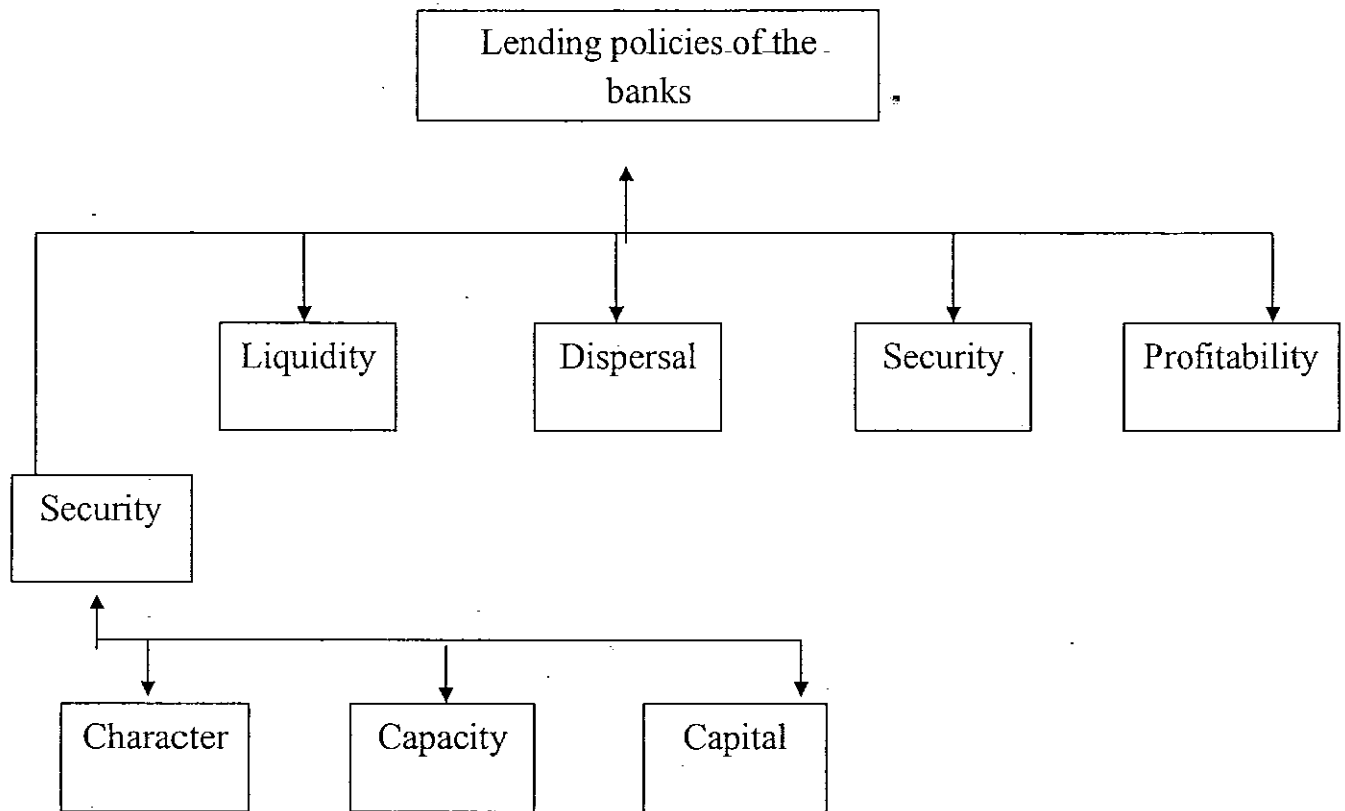 Lending policies of the
banks
Liquidity
Dispersal
Security
Profitability
Security
Character
Capacity
Capital